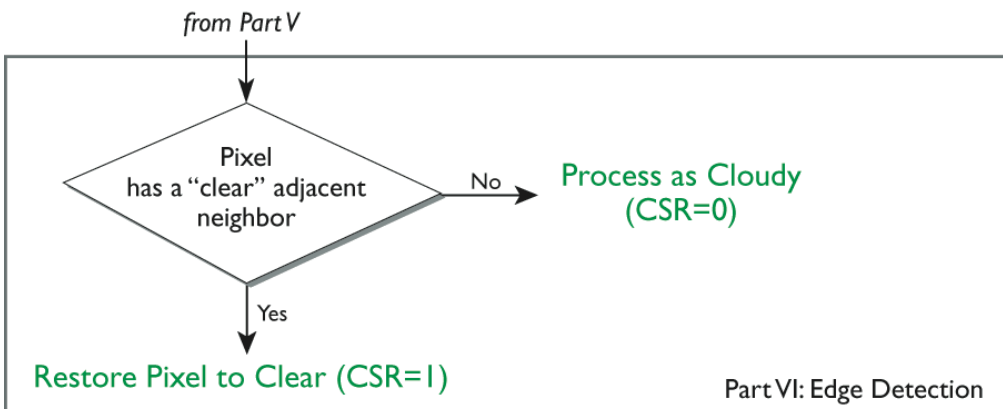 from Part V
Pixel
has a “clear” adjacent
neighbor
No
Process as Cloudy
(CSR=0)
Yes
Restore Pixel to Clear (CSR=1)
Part VI: Edge Detection